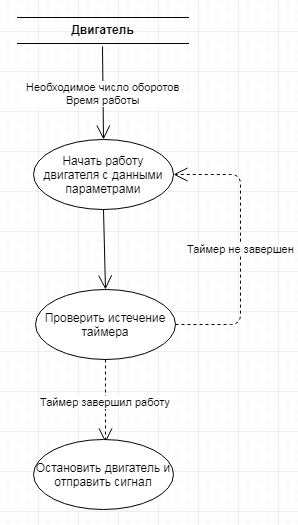 Двигатель
Необходимое число оборотов
Время работы
Начать работу
двигателя с данными
параметрами
Таймер не завершен
Проверить истечение
таймера
Таймер завершил работу
Остановить двигатель и
отправить сигнал